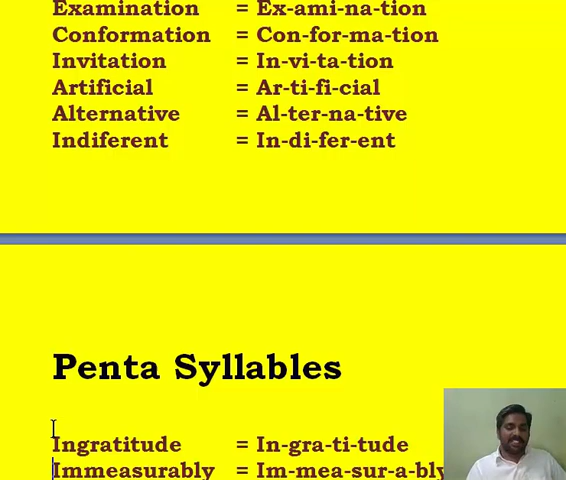 Examination = Ex-ami-na-tion
Conformation = Con-for-ma-tion
Invitation = In-vi-ta-tion
Artificial = Ar-ti-fi-cial
Alternative = Al-ter-na-tive
Indiferent = In-di-fer-ent
Penta Syllables
Ingratitude = In-gra-ti-tude
Immeasurably = Im-mea-sur-a-bly